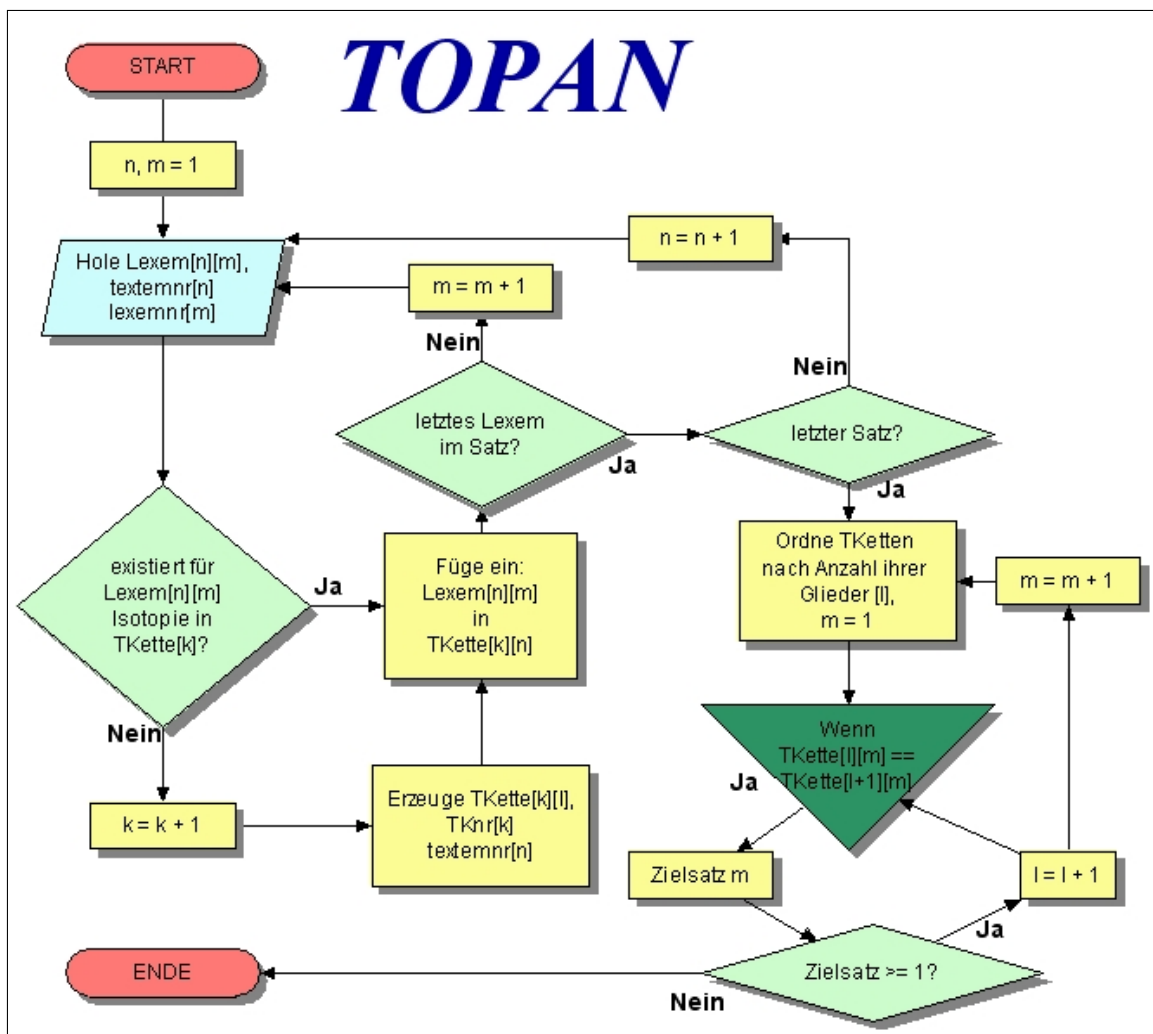 TOPAN
START
n, m = 1
n = n + 1
Hole Lexem[n][m],
textemnr[n]
lexemnr[m]
m = m + 1
Nein
Nein
letztes Lexem
im Satz?
letzter Satz?
Ja
Ja
existiert für
Lexem[n][m]
Isotopie in
TKette[k]?
Ja
Füge ein:
Lexem[n][m]
in
TKette[k][n]
Ordne TKetten
nach Anzahl ihrer
Glieder [l],
m = 1
m = m + 1
Nein
Wenn
TKette[l][m] ==
TKette[l+1][m]
Ja
k = k + 1
Erzeuge TKette[k][l],
TKnr[k]
textemnr[n]
Zielsatz m
l = l + 1
Ja
ENDE
Zielsatz >= 1?
Nein